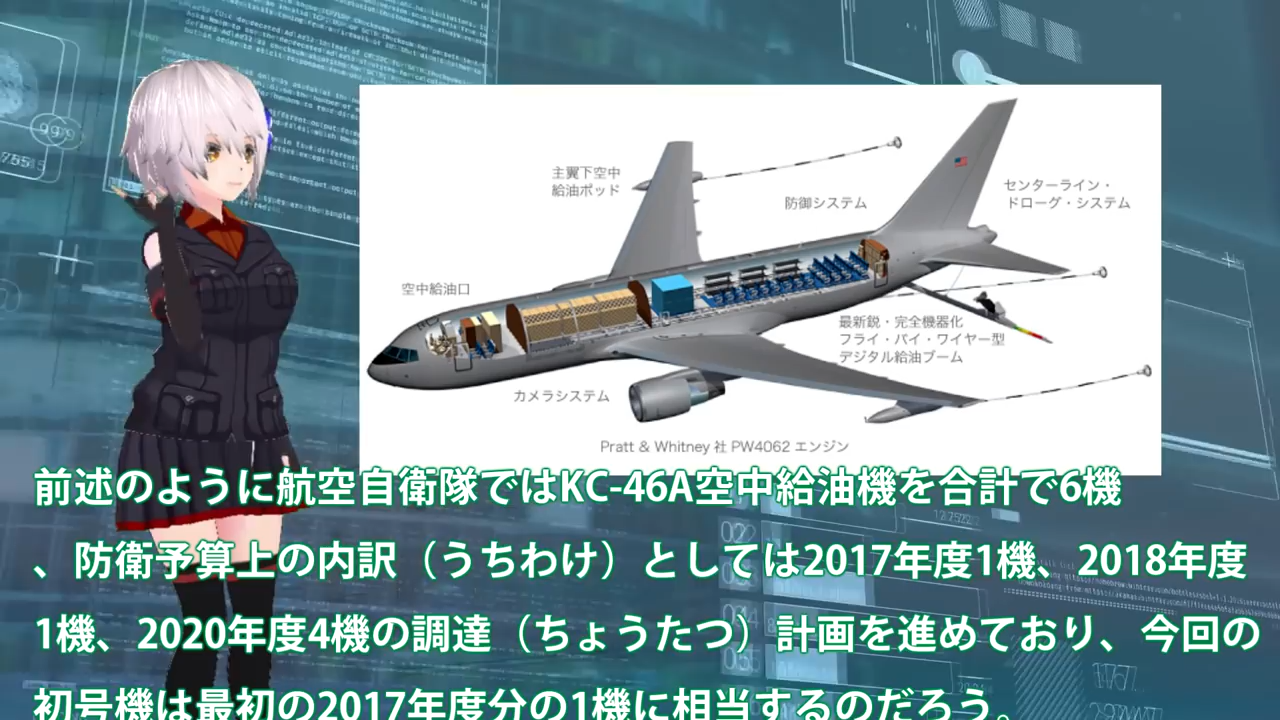 主翼下空中
給油ポッド
防御システム
センターライン・
ドローグ・システム
空中給油口
最新鋭・完全機器化
フライ・バイ・ワイヤー型
デジタル給油ブーム
カメラシステム
Pratt & Whitney 社 PW4062 エンジン
前述のように航空自衛隊ではKC-46A空中給油機を合計で6機
、防衛予算上の内訳（うちわけ）としては2017年度1機、2018年度
1機、2020年度4機の調達（ちょうたつ）計画を進めており、今回の
初号機は最初の2017年度分の1機に相当するのだろう。